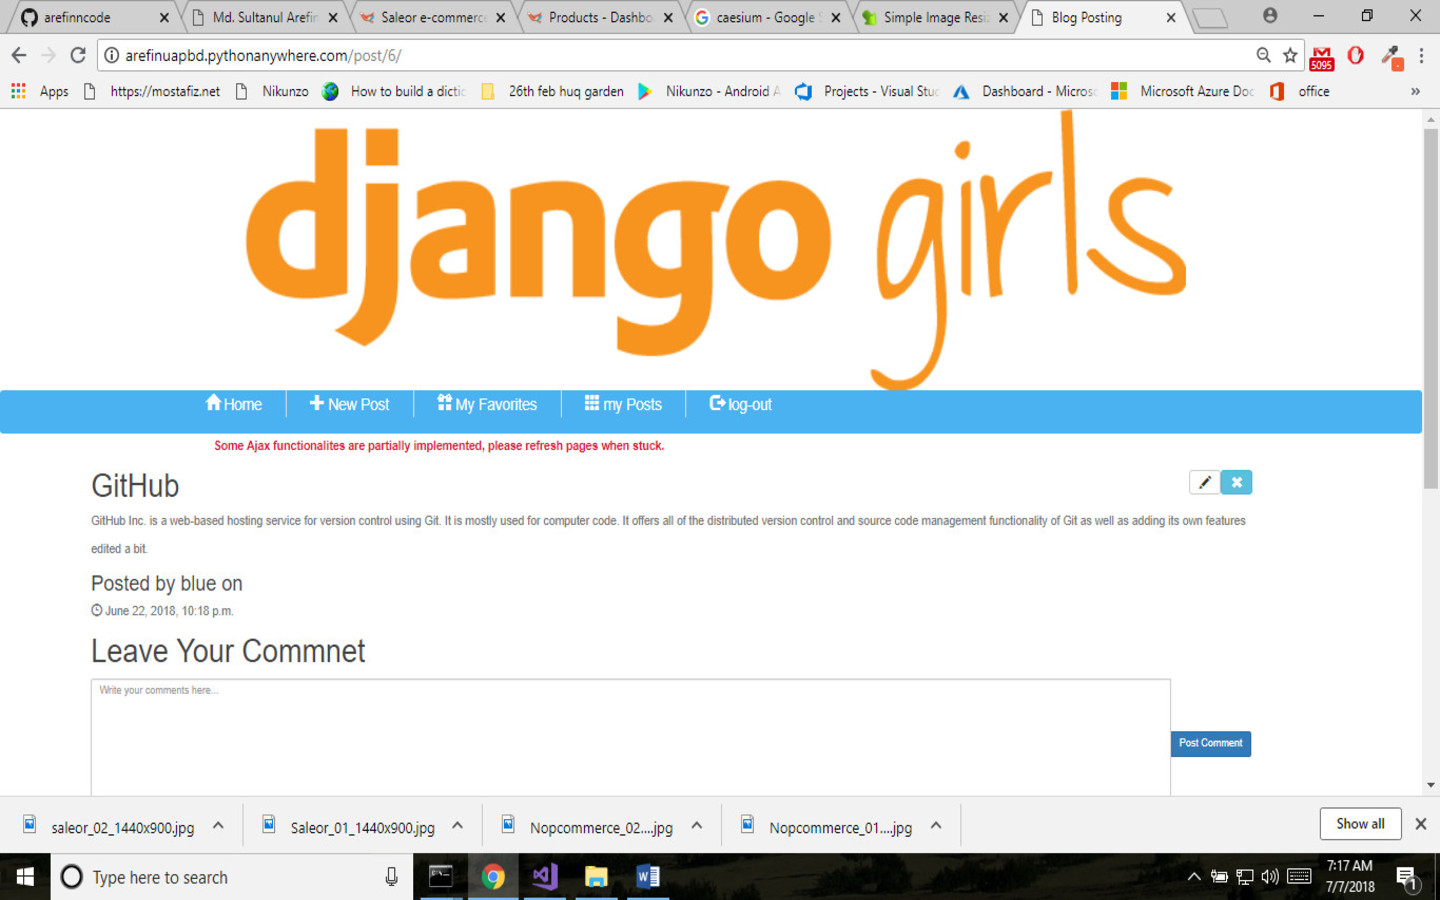 arefinncode
Md. Sultanul Arefin
Saleor e-commerce
Products - Dashbo
caesium - Google S
Simple Image Resi
Blog Posting
arefinuapbd.pythonanywhere.com/post/6/
5095
Apps
https://mostafiz.net
Nikunzo
How to build a dictio
26th feb huq garden
Nikunzo - Android A
Projects - Visual Stud
Dashboard - Microso
Microsoft Azure Doc
office
»
django girls
Home
New Post
My Favorites
my Posts
log-out
Some Ajax functionalites are partially implemented, please refresh pages when stuck.
GitHub
GitHub Inc. is a web-based hosting service for version control using Git. It is mostly used for computer code. It offers all of the distributed version control and source code management functionality of Git as well as adding its own features
edited a bit.
Posted by blue on
June 22, 2018, 10:18 p.m.
Leave Your Commnet
Write your comments here...
Post Comment
saleor_02_1440x900.jpg
Saleor_01_1440x900.jpg
Nopcommerce_02....jpg
Nopcommerce_01....jpg
Show all
Type here to search
7:17 AM
7/7/2018
1